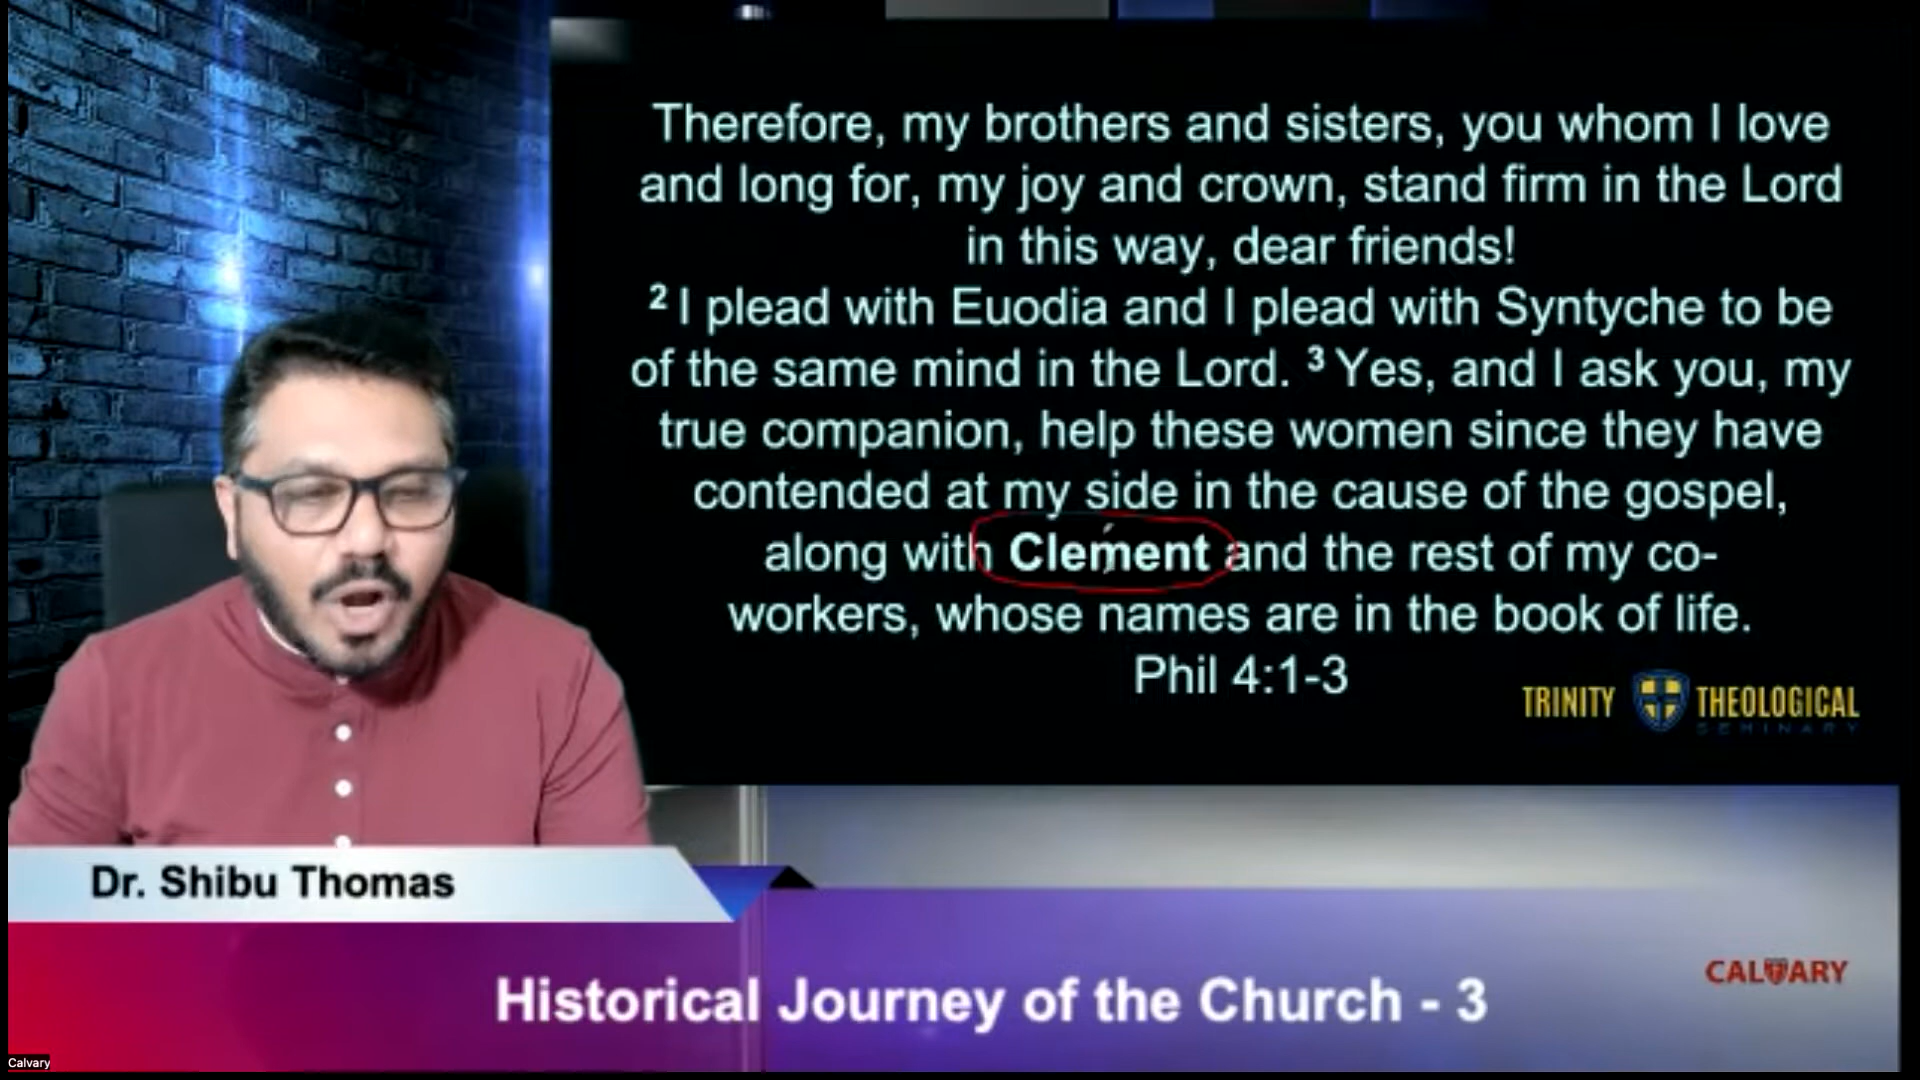 Therefore, my brothers and sisters, you whom I love
and long for, my joy and crown, stand firm in the Lord
in this way, dear friends!
2 I plead with Euodia and I plead with Syntyche to be
of the same mind in the Lord. 3 Yes, and I ask you, my
true companion, help these women since they have
contended at my side in the cause of the gospel,
along with Clement and the rest of my co-
workers, whose names are in the book of life.
Phil 4:1-3
TRINITY THEOLOGICAL
SEMINARY
Dr. Shibu Thomas
Historical Journey of the Church - 3
CALVARY
Calvary